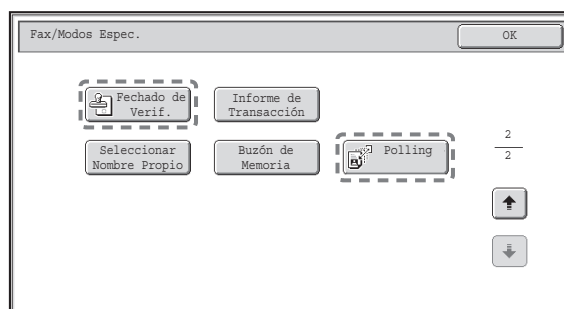 Fax/Modos Espec.
OK
Fechado de
Verif.
Informe de
Transacción
Seleccionar
Nombre Propio
Buzón de
Memoria
Polling
2
2